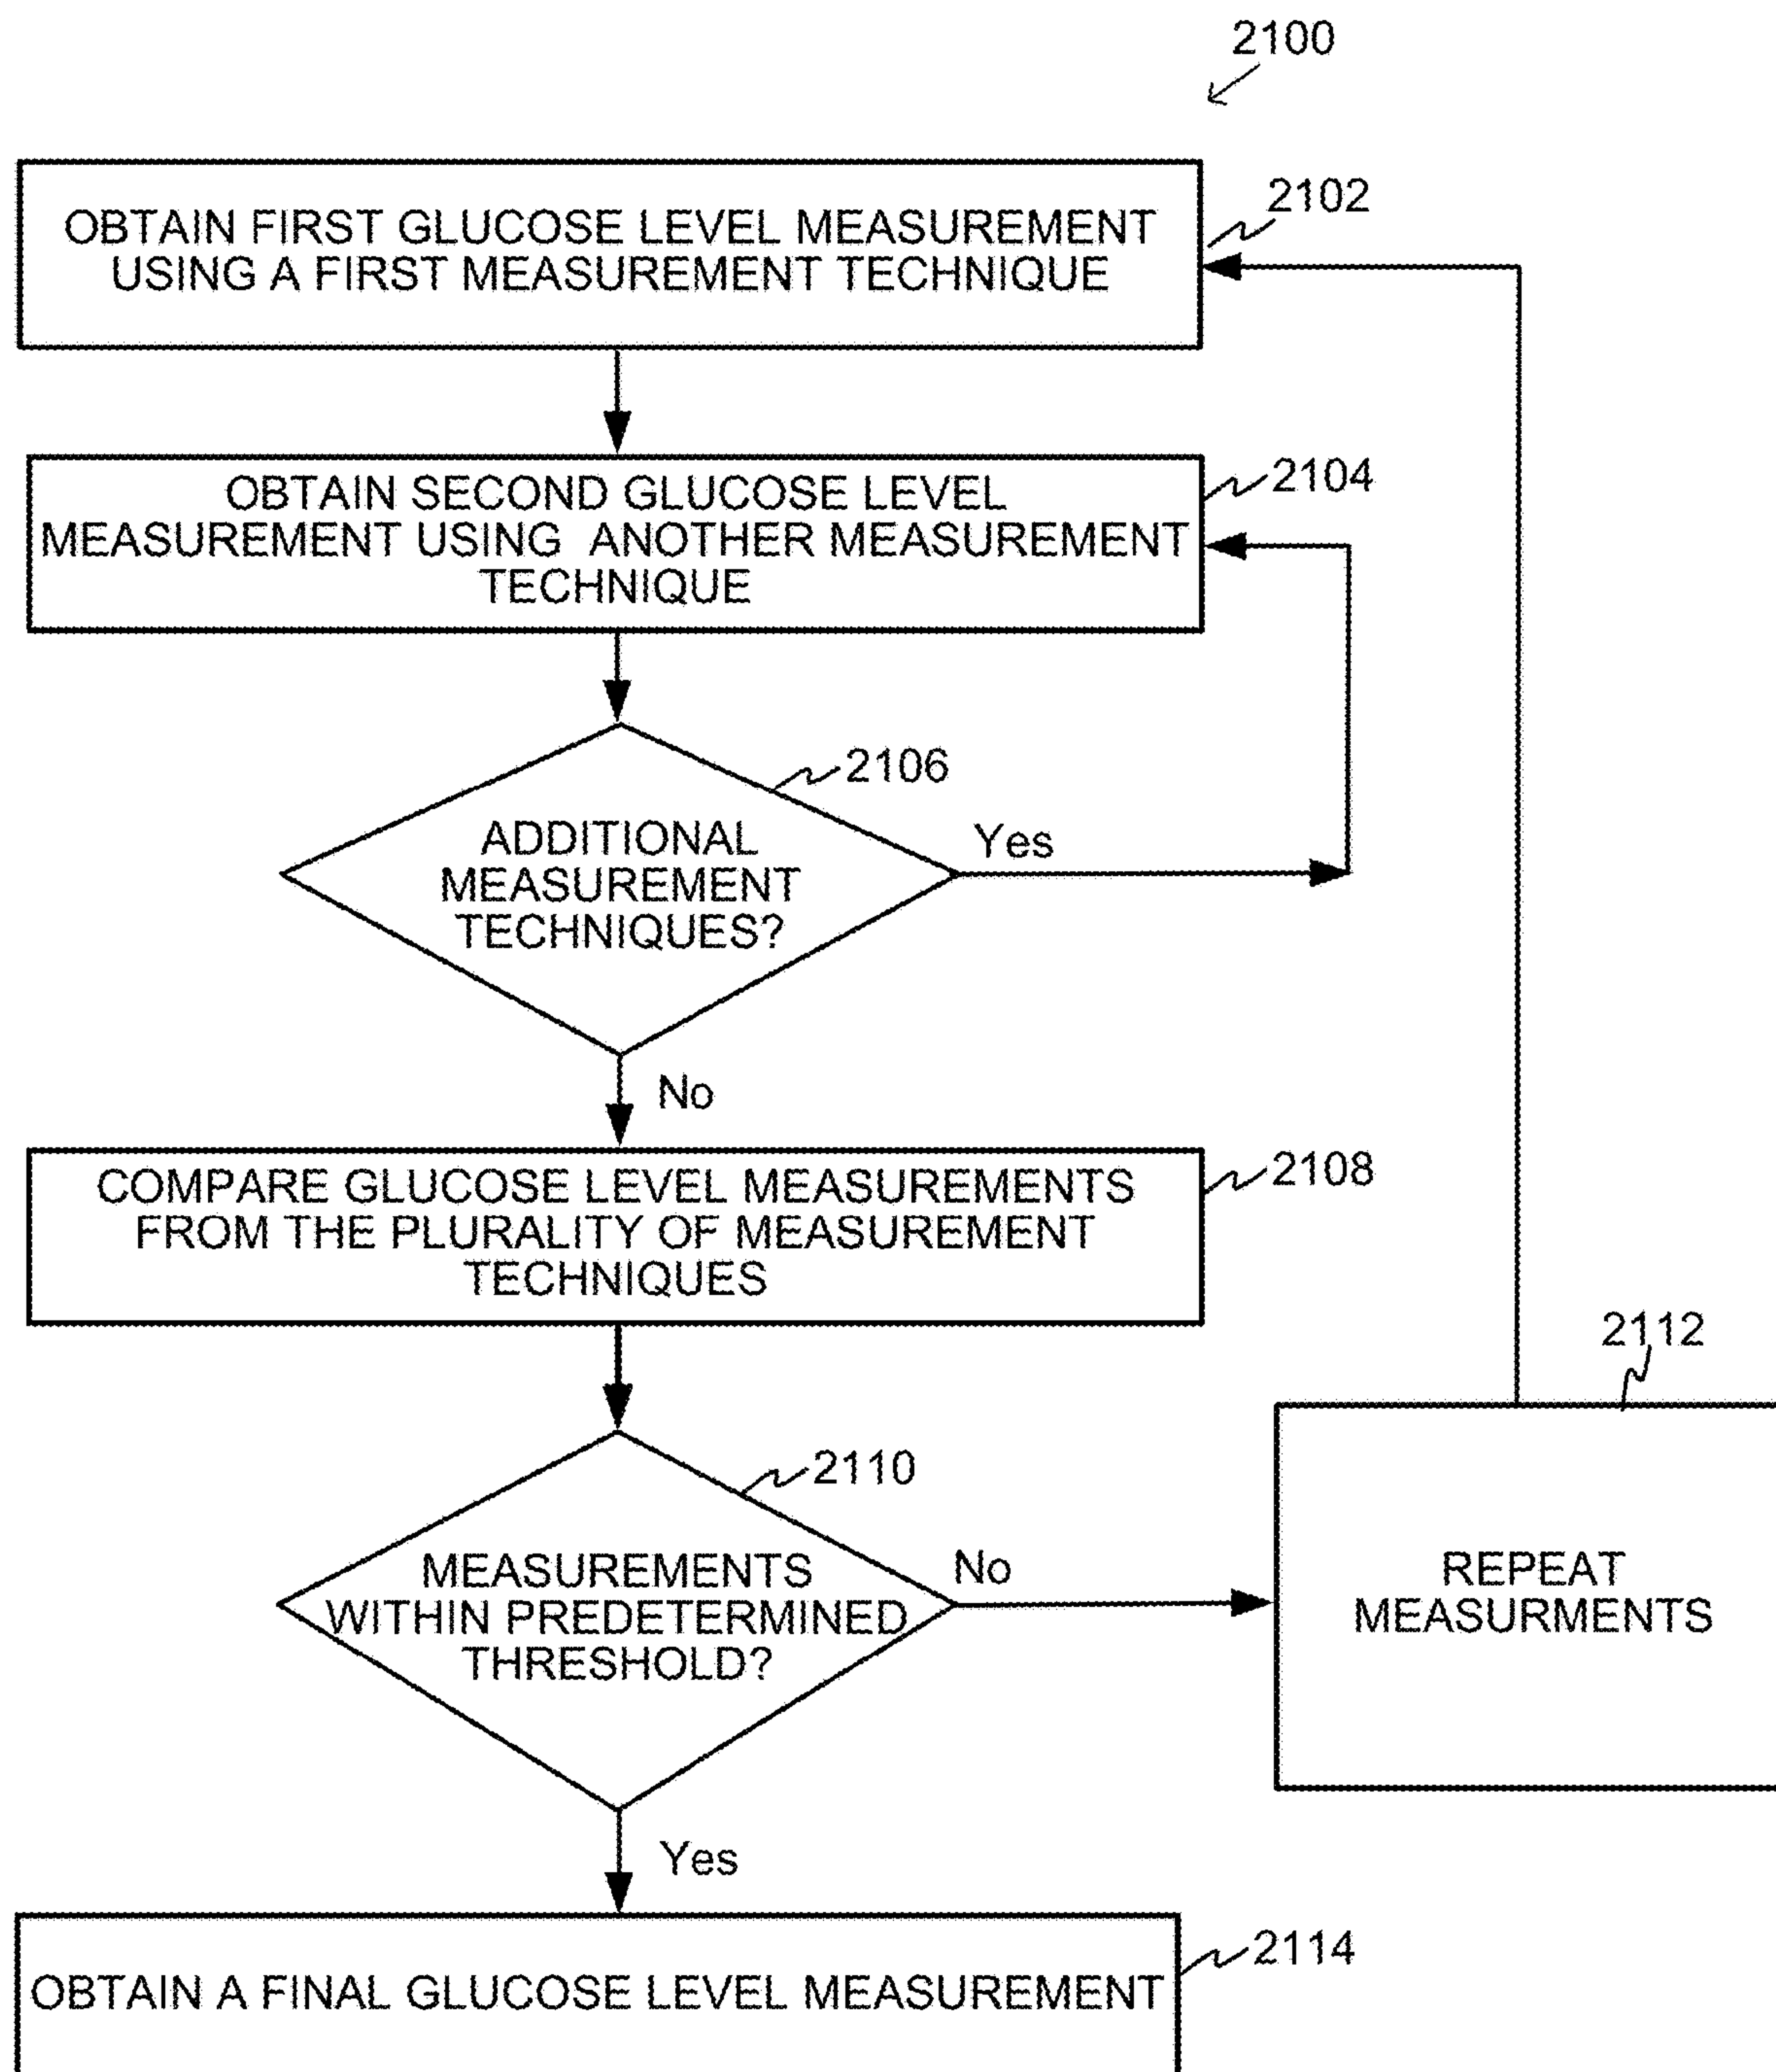 2100
OBTAIN FIRST GLUCOSE LEVEL MEASUREMENT
USING A FIRST MEASUREMENT TECHNIQUE
2102
OBTAIN SECOND GLUCOSE LEVEL
MEASUREMENT USING ANOTHER MEASUREMENT
TECHNIQUE
2104
2106
ADDITIONAL
MEASUREMENT
TECHNIQUES?
Yes
No
COMPARE GLUCOSE LEVEL MEASUREMENTS
FROM THE PLURALITY OF MEASUREMENT
TECHNIQUES
2108
2110
MEASUREMENTS
WITHIN PREDETERMINED
THRESHOLD?
No
2112
REPEAT
MEASURMENTS
Yes
OBTAIN A FINAL GLUCOSE LEVEL MEASUREMENT
2114